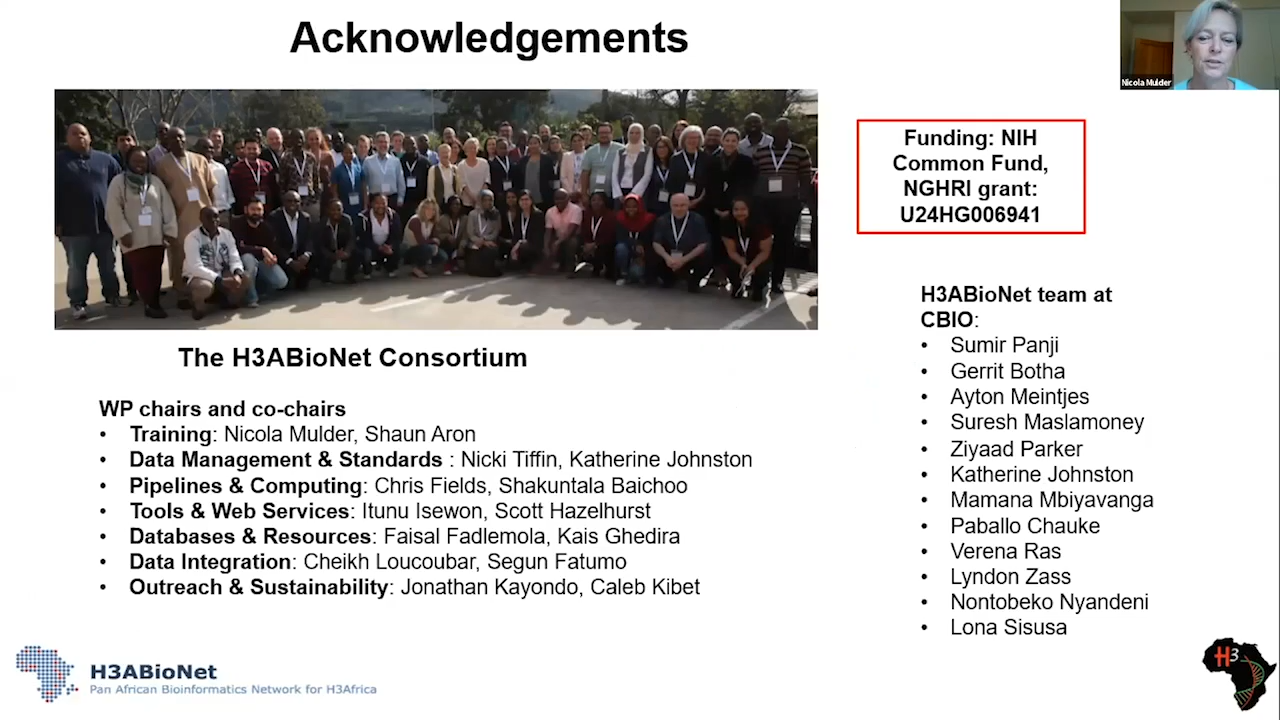 Acknowledgements
Nicola Mulder
Funding: NIH
Common Fund,
NGHRI grant:
U24HG006941
The H3ABioNet Consortium
WP chairs and co-chairs
• Training: Nicola Mulder, Shaun Aron
• Data Management & Standards : Nicki Tiffin, Katherine Johnston
• Pipelines & Computing: Chris Fields, Shakuntala Baichoo
• Tools & Web Services: Itunu Isewon, Scott Hazelhurst
• Databases & Resources: Faisal Fadlemola, Kais Ghedira
• Data Integration: Cheikh Loucoubar, Segun Fatumo
• Outreach & Sustainability: Jonathan Kayondo, Caleb Kibet
H3ABioNet team at
CBIO:
• Sumir Panji
• Gerrit Botha
• Ayton Meintjes
• Suresh Maslamoney
• Ziyaad Parker
• Katherine Johnston
• Mamana Mbiyavanga
• Paballo Chauke
• Verena Ras
• Lyndon Zass
• Nontobeko Nyandeni
• Lona Sisusa
H3ABioNet
Pan African Bioinformatics Network for H3Africa
H3